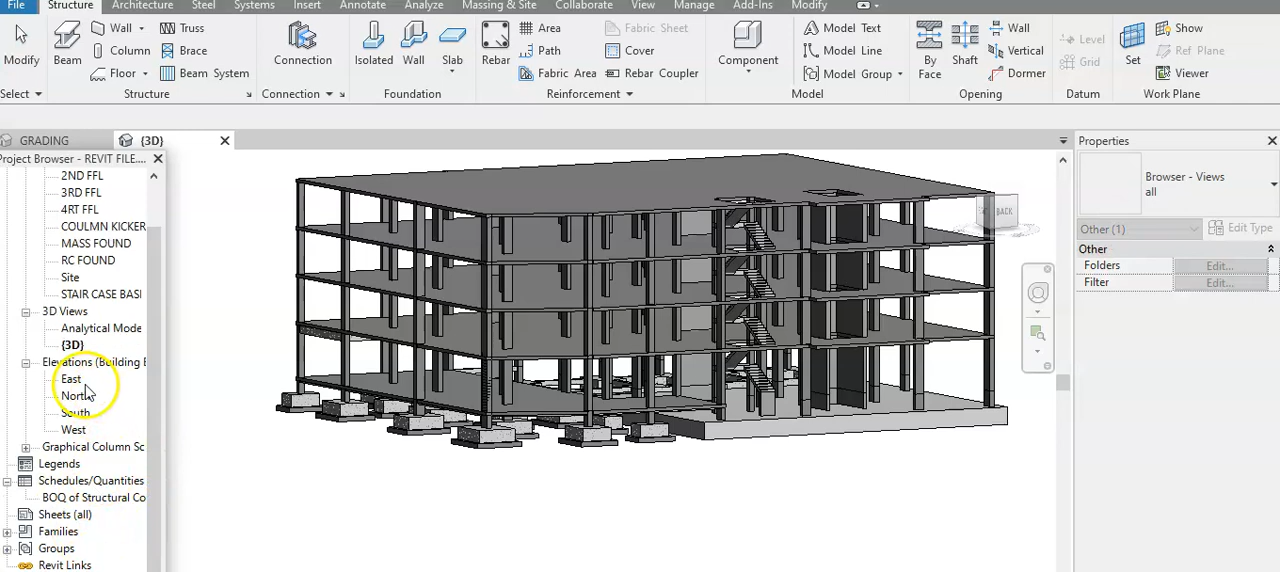 File Structure Architecture Steel Systems Insert Annotate Analyze Massing & Site Collaborate View Manage Add-Ins Modify
Wall Truss Area Fabric Sheet Model Text Wall Level Show
Modify Beam Column Brace Connection Isolated Wall Slab Rebar Path Cover Component Model Line By Face Shaft Vertical Grid Set Ref Plane
Floor Beam System Fabric Area Rebar Coupler Model Group Dormer Viewer
Select Structure Connection Foundation Reinforcement Model Opening Datum Work Plane
GRADING {3D} Properties
Project Browser - REVIT FILE....
2ND FFL Browser - Views
3RD FFL all
4RT FFL
COULMN KICKER Other (1) Edit Type
MASS FOUND Other
RC FOUND Folders Edit...
Site Filter Edit...
STAIR CASE BASI
3D Views
Analytical Mode
{3D}
Elevations (Building E
East
North
South
West
Graphical Column Sc
Legends
Schedules/Quantities
BOQ of Structural Co
Sheets (all)
Families
Groups
Revit Links
BACK